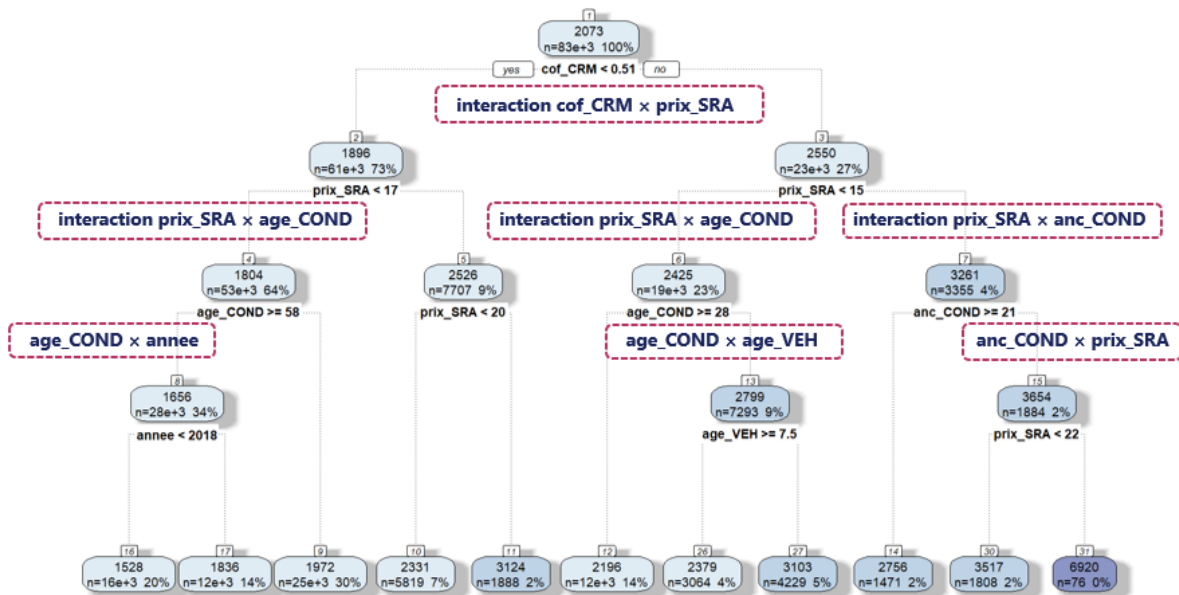 1
2073
n=83e+3 100%
yes cof_CRM < 0.51 no
interaction cof_CRM × prix_SRA
2
1896
n=61e+3 73%
prix_SRA < 17
3
2550
n=23e+3 27%
prix_SRA < 15
interaction prix_SRA × age_COND
interaction prix_SRA × age_COND
interaction prix_SRA × anc_COND
4
1804
n=53e+3 64%
age_COND >= 58
5
2526
n=7707 9%
prix_SRA < 20
6
2425
n=19e+3 23%
age_COND >= 28
7
3261
n=3355 4%
anc_COND >= 21
age_COND × annee
age_COND × age_VEH
anc_COND × prix_SRA
8
1656
n=28e+3 34%
annee < 2018
13
2799
n=7293 9%
age_VEH >= 7.5
15
3654
n=1884 2%
prix_SRA < 22
16
1528
n=16e+3 20%
17
1836
n=12e+3 14%
9
1972
n=25e+3 30%
10
2331
n=5819 7%
11
3124
n=1888 2%
12
2196
n=12e+3 14%
26
2379
n=3064 4%
27
3103
n=4229 5%
14
2756
n=1471 2%
30
3517
n=1808 2%
31
6920
n=76 0%